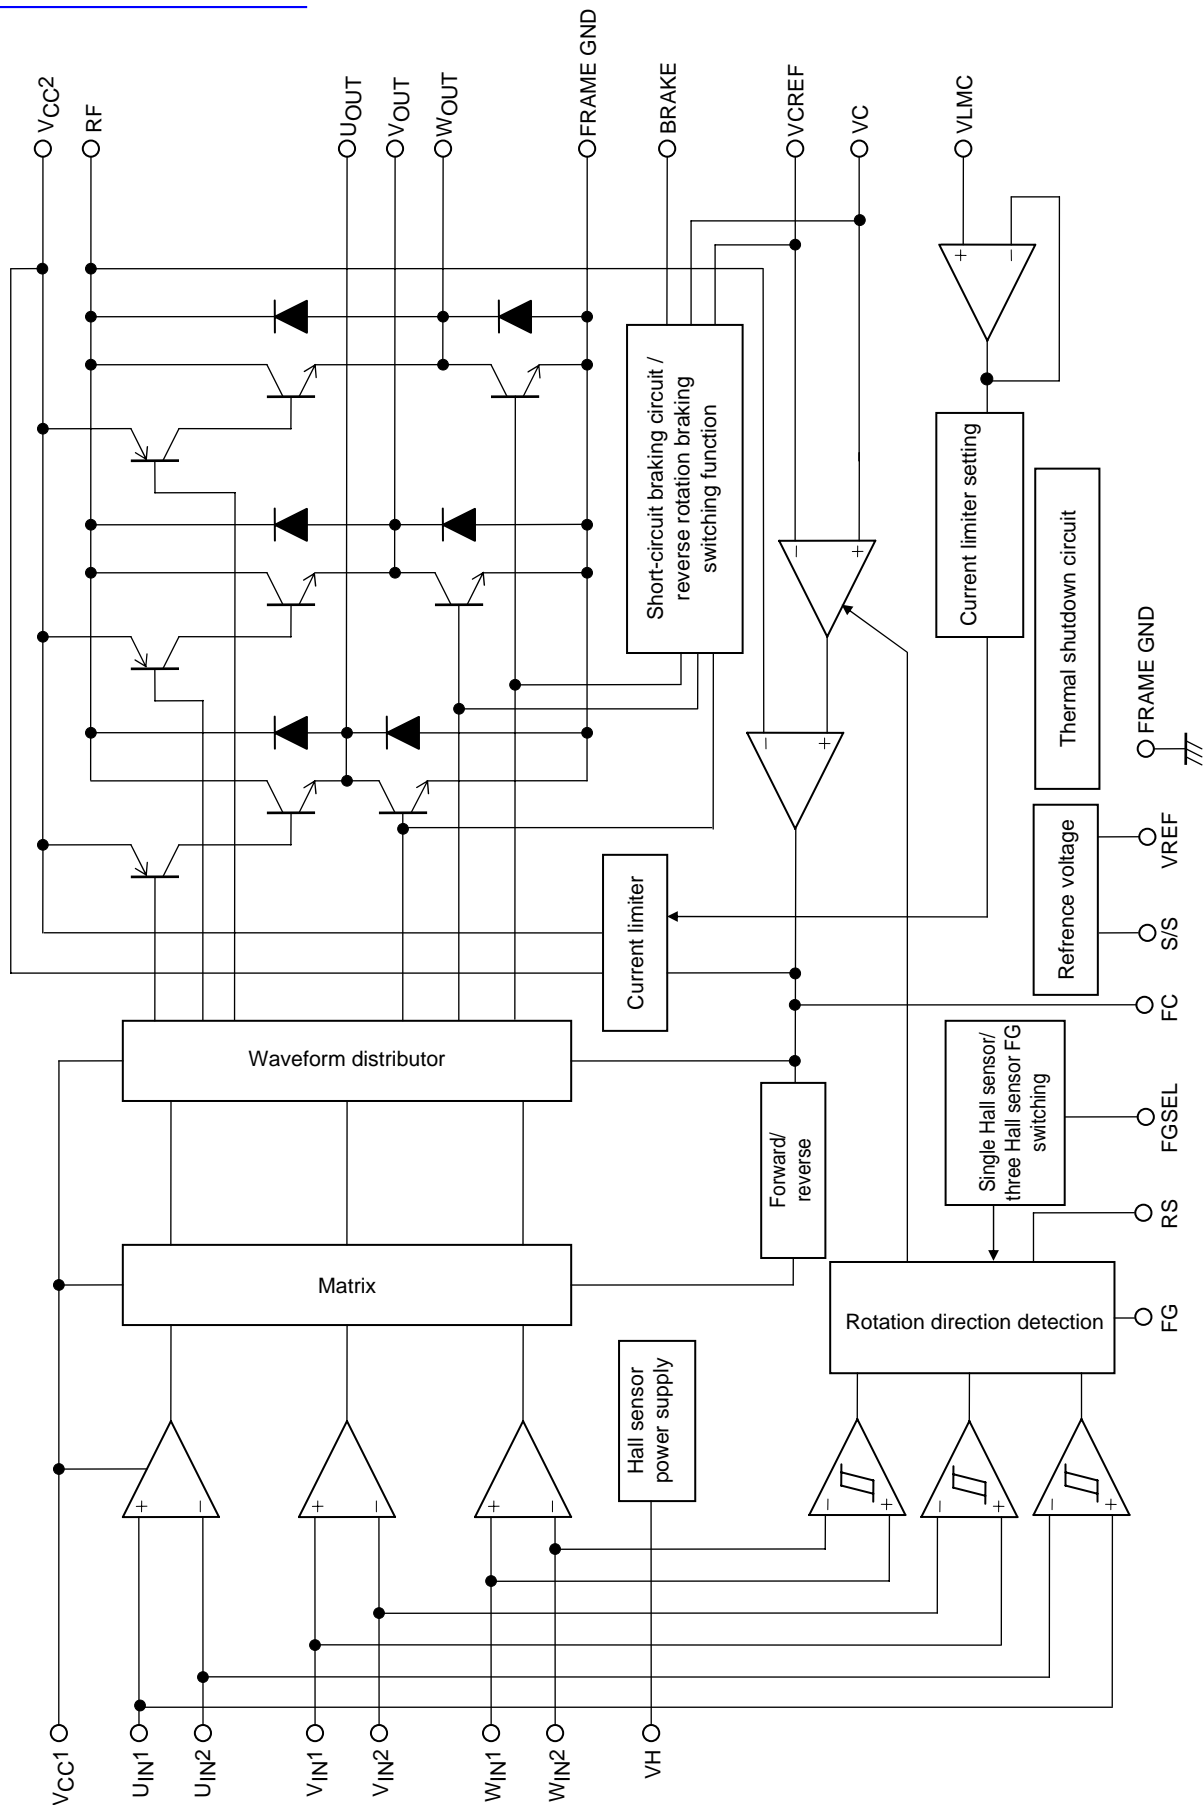 VCC2
RF
UOUT
VOUT
WOUT
FRAME GND
BRAKE
VCREF
VC
VLMC
+
−
Short-circuit braking circuit /
reverse rotation braking
switching function
−
+
Current limiter setting
Thermal shutdown circuit
FRAME GND
−
+
Current limiter
Refrence voltage
VREF
S/S
FC
Waveform distributor
Forward/
reverse
Single Hall sensor/
three Hall sensor FG
switching
FGSEL
RS
Matrix
Hall sensor
power supply
Rotation direction detection
FG
+
−
+
−
+
−
−
+
−
+
−
+
VCC1
UIN1
UIN2
VIN1
VIN2
WIN1
WIN2
VH